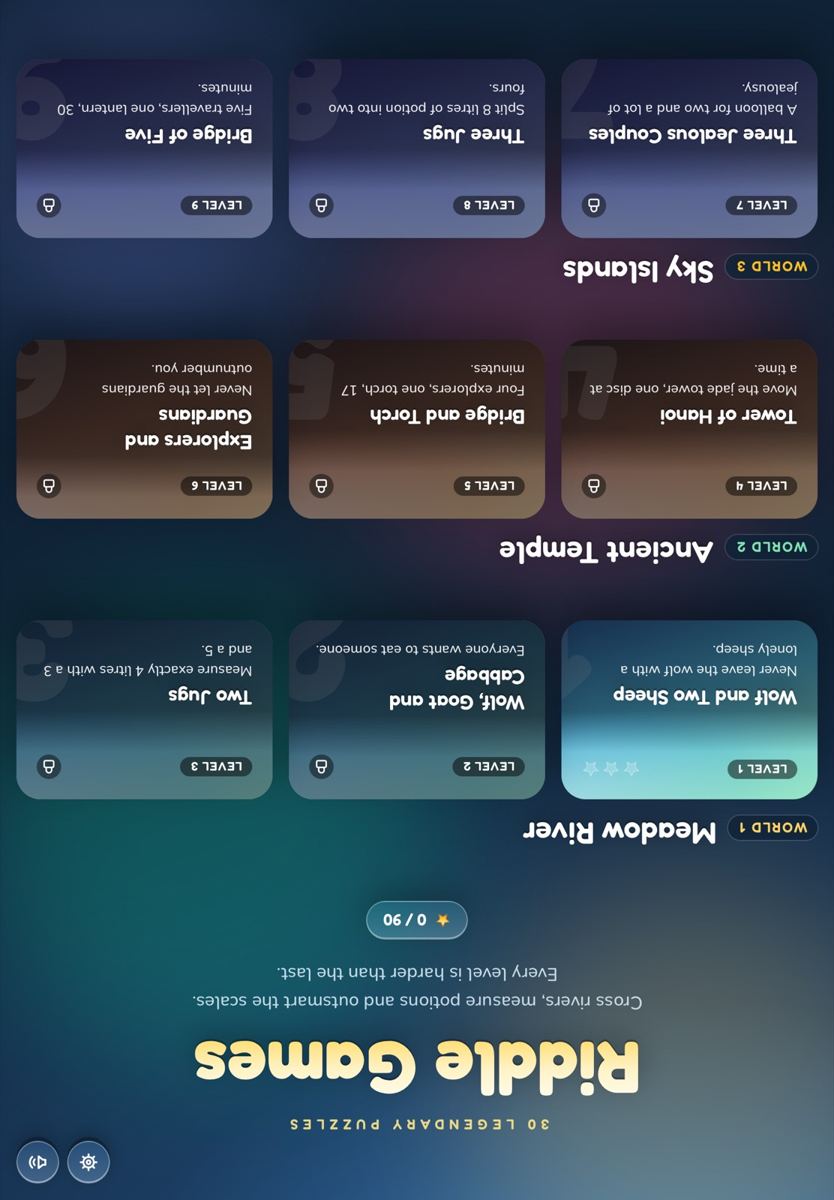 30 LEGENDARY PUZZLES
Riddle Games
Cross rivers, measure potions and outsmart the scales.
Every level is harder than the last.
0 / 90
WORLD 1
Meadow River
LEVEL 1
Wolf and Two Sheep
Never leave the wolf with a
lonely sheep.
LEVEL 2
Wolf, Goat and
Cabbage
Everyone wants to eat someone.
LEVEL 3
Two Jugs
Measure exactly 4 litres with a 3
and a 5.
WORLD 2
Ancient Temple
LEVEL 4
Tower of Hanoi
Move the jade tower, one disc at
a time.
LEVEL 5
Bridge and Torch
Four explorers, one torch, 17
minutes.
LEVEL 6
Explorers and
Guardians
Never let the guardians
outnumber you.
WORLD 3
Sky Islands
LEVEL 7
Three Jealous Couples
A balloon for two and a lot of
jealousy.
LEVEL 8
Three Jugs
Split 8 litres of potion into two
fours.
LEVEL 9
Bridge of Five
Five travellers, one lantern, 30
minutes.